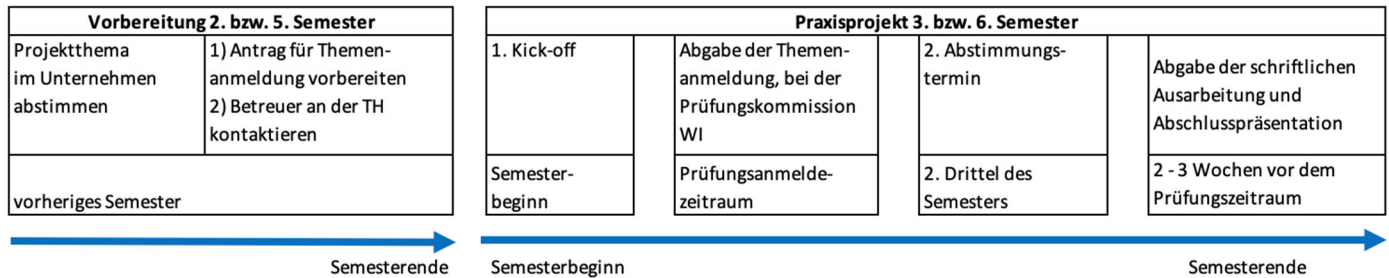 Vorbereitung 2. bzw. 5. Semester
Projektthema
im Unternehmen
abstimmen
1) Antrag für Themen-
anmeldung vorbereiten
2) Betreuer an der TH
kontaktieren
vorheriges Semester
Semesterende
Praxisprojekt 3. bzw. 6. Semester
1. Kick-off
Semester-
beginn
Abgabe der Themen-
anmeldung, bei der
Prüfungskommission
WI
Prüfungsanmelde-
zeitraum
2. Abstimmungs-
termin
2. Drittel des
Semesters
Abgabe der schriftlichen
Ausarbeitung und
Abschlusspräsentation
2 - 3 Wochen vor dem
Prüfungszeitraum
Semesterbeginn
Semesterende